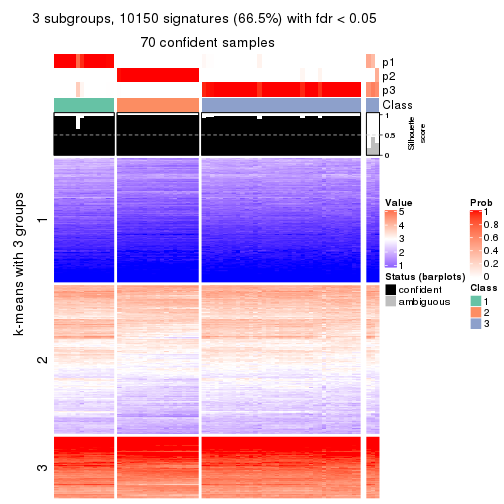 3 subgroups, 10150 signatures (66.5%) with fdr < 0.05
70 confident samples
p1
p2
p3
Class
1
0.5
0
Silhouette
score
k-means with 3 groups
1
2
3
Value
5
4
3
2
1
Status (barplots)
confident
ambiguous
Prob
1
0.8
0.6
0.4
0.2
0
Class
1
2
3